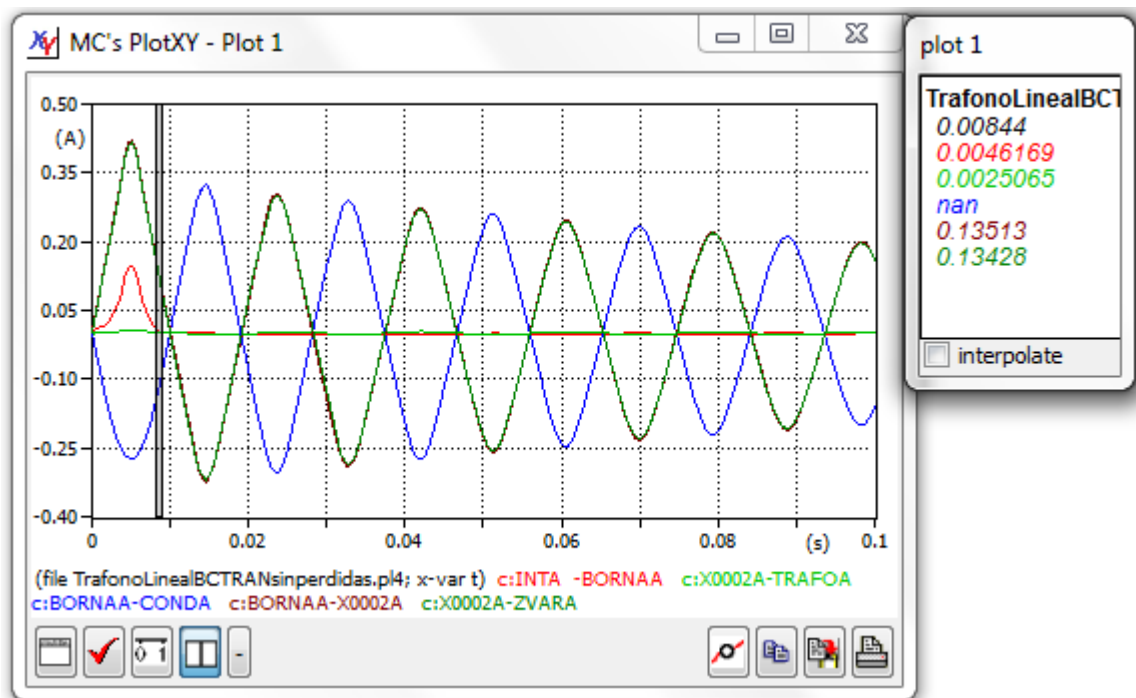 MC's PlotXY - Plot 1
0.50
(A)
0.35
0.20
0.05
-0.10
-0.25
-0.40
0 0.02 0.04 0.06 0.08 (s) 0.1
(file TrafonoLinealBCTRANsinperdidas.pl4; x-var t) c:INTA -BORNAA c:X0002A-TRAFOA
c:BORNAA-CONDA c:BORNAA-X0002A c:X0002A-ZVARA
0 1
-
plot 1
TrafonoLinealBCT
0.00844
0.0046169
0.0025065
nan
0.13513
0.13428
interpolate